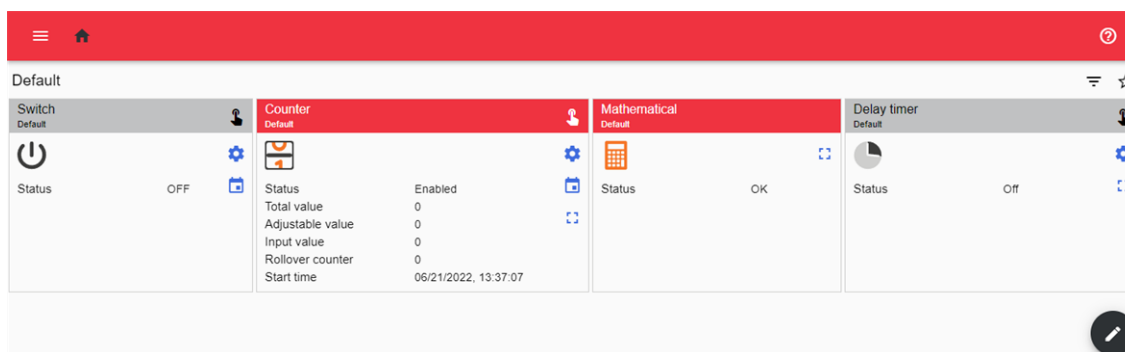 Default
Switch
Default
Status OFF
Counter
Default
Status Enabled
Total value 0
Adjustable value 0
Input value 0
Rollover counter 0
Start time 06/21/2022, 13:37:07
Mathematical
Default
Status OK
Delay timer
Default
Status Off